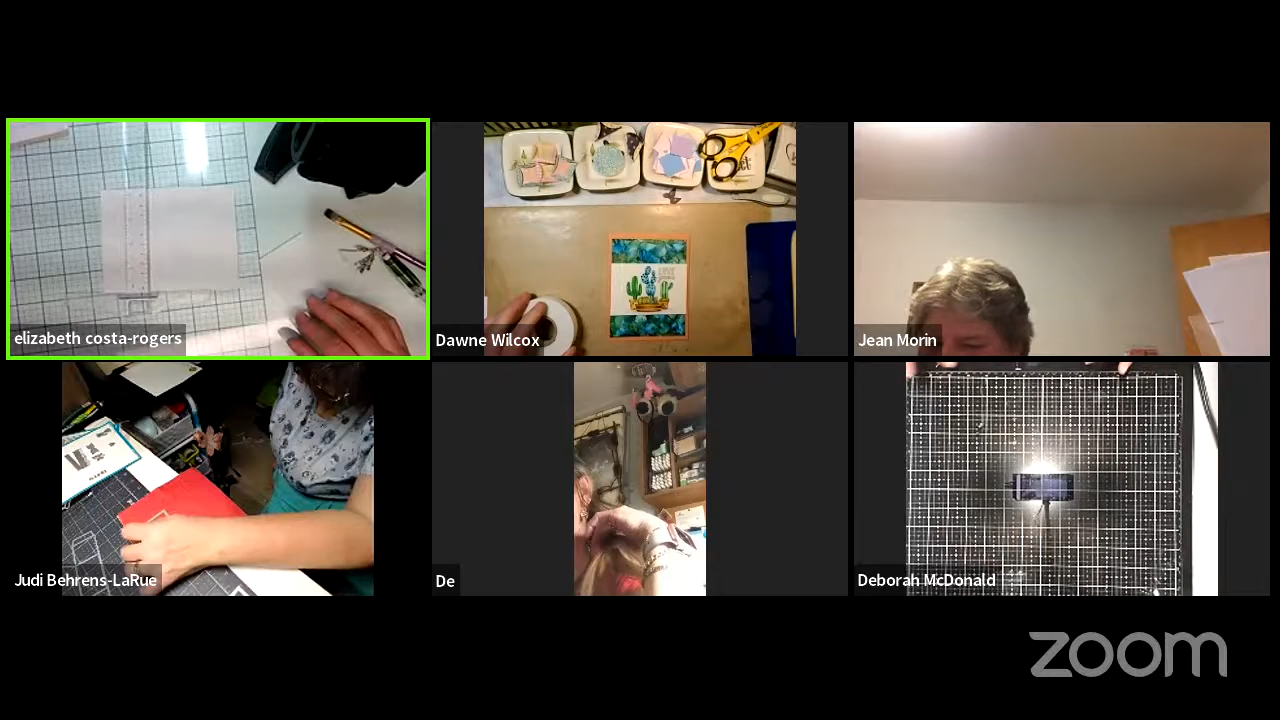 elizabeth costa-rogers
Dawne Wilcox
Jean Morin
Judi Behrens-LaRue
De
Deborah McDonald
zoom